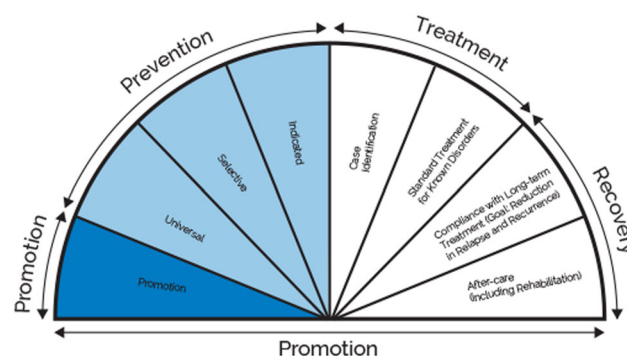 Prevention
Treatment
Promotion
Recovery
Promotion
Universal
Selective
Indicated
Case
Identification
Standard Treatment
for Known Disorders
Compliance with Long-term
Treatment (Goal: Reduction
in Relapse and Recurrence)
After-care
(Including Rehabilitation)
Promotion